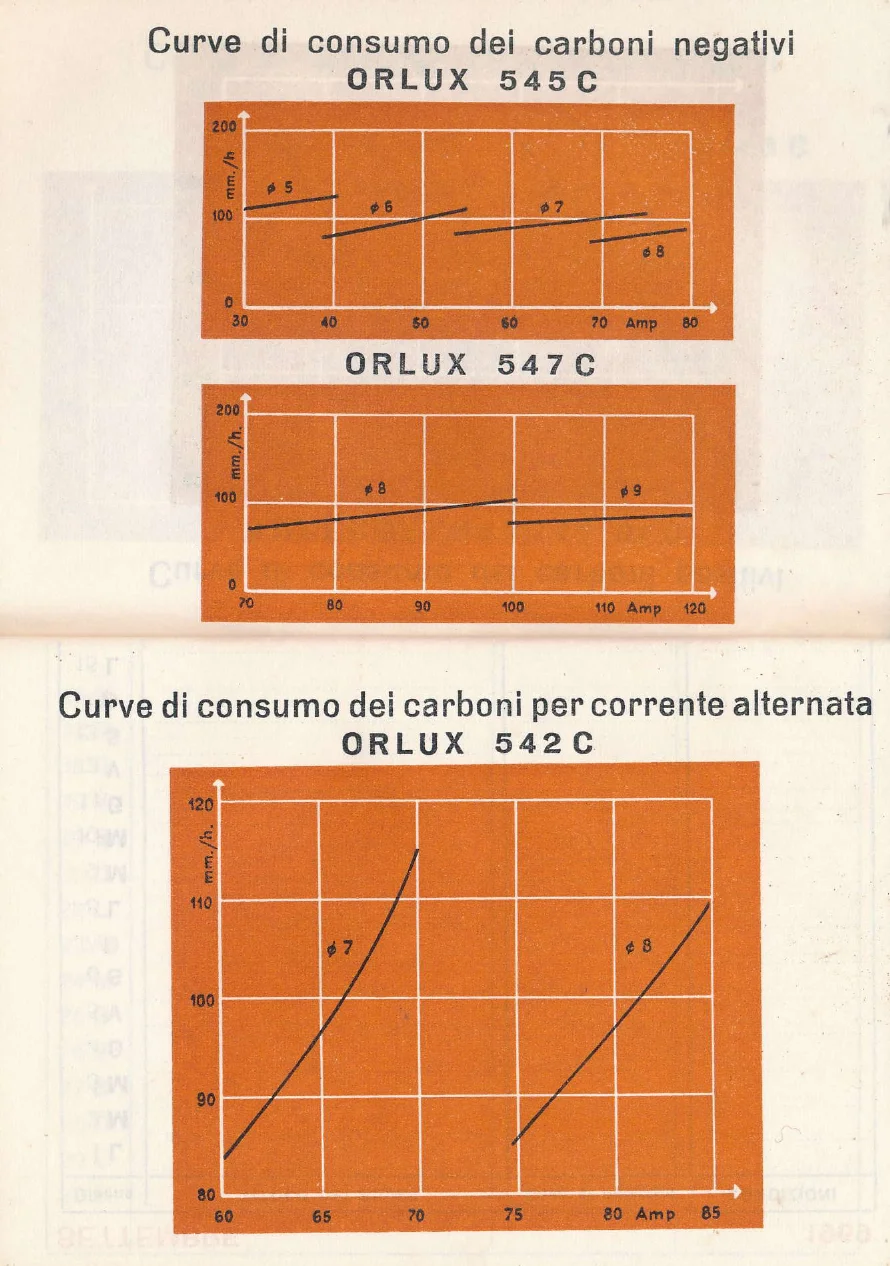 Curve di consumo dei carboni negativi
ORLUX 545 C
200
mm./h
100
0
ø 5
ø 6
ø 7
ø 8
30 40 50 60 70 Amp 80
ORLUX 547 C
200
mm./h.
100
0
ø 8
ø 9
70 80 90 100 110 Amp 120
Curve di consumo dei carboni per corrente alternata
ORLUX 542 C
120
mm./h.
110
100
90
80
ø 7
ø 8
60 65 70 75 80 Amp 85